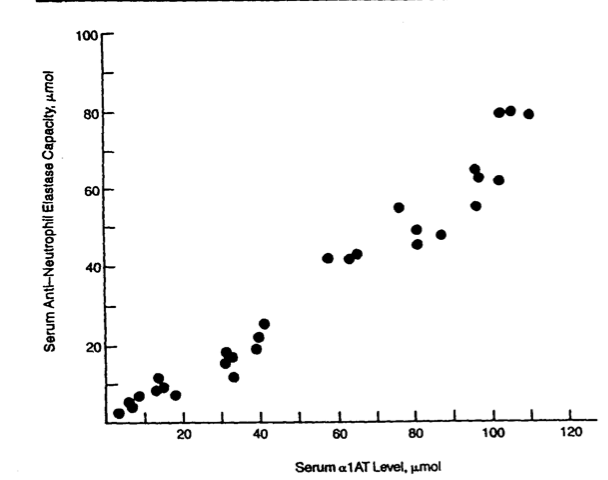 Serum Anti–Neutrophil Elastase Capacity, μmol
100
80
60
40
20
20 40 60 80 100 120
Serum α1AT Level, μmol